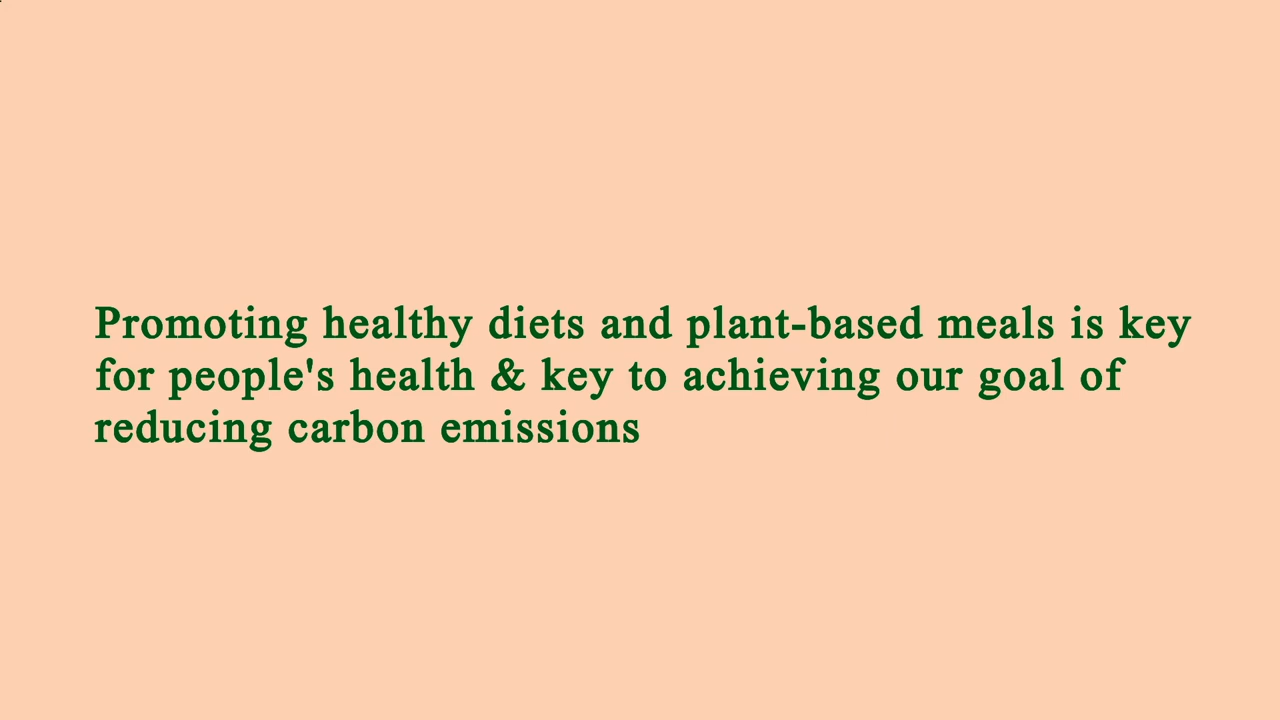 Promoting healthy diets and plant-based meals is key
for people's health & key to achieving our goal of
reducing carbon emissions